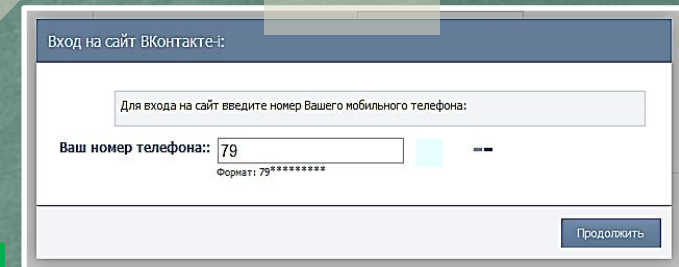 Вход на сайт ВКонтакте-i:
Для входа на сайт введите номер Вашего мобильного телефона:
Ваш номер телефона:: 79
Формат: 79*********
Продолжить